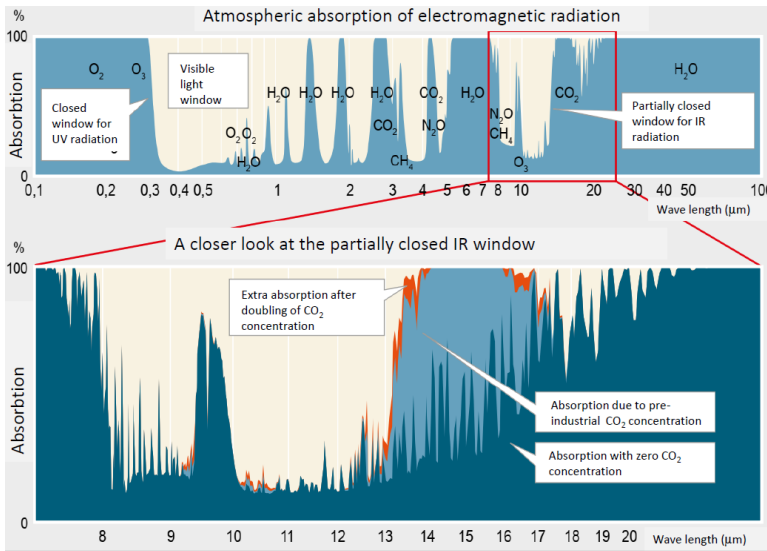 %
Atmospheric absorption of electromagnetic radiation
100
Absorbtion
0
O₂
O₃
Closed
window for
UV radiation
Visible
light
window
O₂ O₂
H₂O
H₂O
H₂O
H₂O
H₂O
CO₂
CH₄
CO₂
N₂O
H₂O
N₂O
CH₄
O₃
CO₂
Partially closed
window for IR
radiation
H₂O
0,1 0,2 0,3 0,4 0,5 1 2 3 4 5 6 7 8 10 20 30 40 50 100
Wave length (μm)
%
A closer look at the partially closed IR window
100
Absorbtion
0
Extra absorption after
doubling of CO₂
concentration
Absorption due to pre-
industrial CO₂ concentration
Absorption with zero CO₂
concentration
8 9 10 11 12 13 14 15 16 17 18 19 20
Wave length (μm)